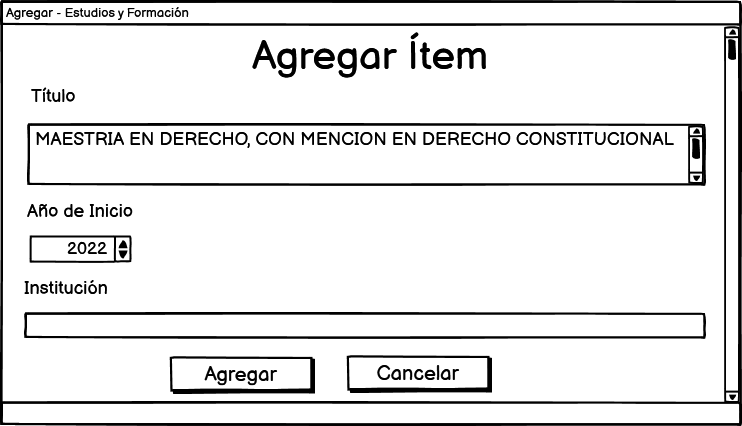 Agregar - Estudios y Formación
Agregar Ítem
Título
MAESTRIA EN DERECHO, CON MENCION EN DERECHO CONSTITUCIONAL
Año de Inicio
2022
Institución
Agregar Cancelar